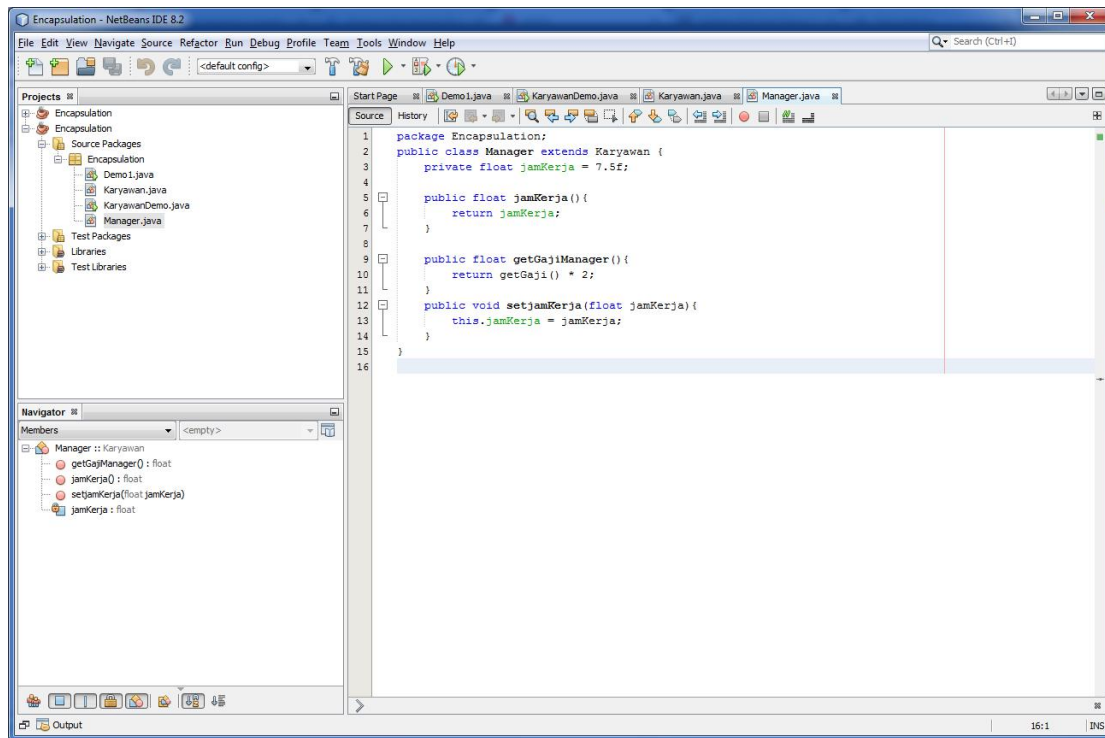 Encapsulation - NetBeans IDE 8.2
File Edit View Navigate Source Refactor Run Debug Profile Team Tools Window Help
Search (Ctrl+I)
<default config>
Projects
Encapsulation
Encapsulation
Source Packages
Encapsulation
Demo1.java
Karyawan.java
KaryawanDemo.java
Manager.java
Test Packages
Libraries
Test Libraries
Navigator
Members
<empty>
Manager :: Karyawan
getGajiManager() : float
jamKerja() : float
setjamKerja(float jamKerja)
jamKerja : float
Start Page Demo1.java KaryawanDemo.java Karyawan.java Manager.java
Source History
1 package Encapsulation;
2 public class Manager extends Karyawan {
3 private float jamKerja = 7.5f;
4
5 public float jamKerja(){
6 return jamKerja;
7 }
8
9 public float getGajiManager(){
10 return getGaji() * 2;
11 }
12 public void setjamKerja(float jamKerja){
13 this.jamKerja = jamKerja;
14 }
15 }
16
Output
16:1 INS